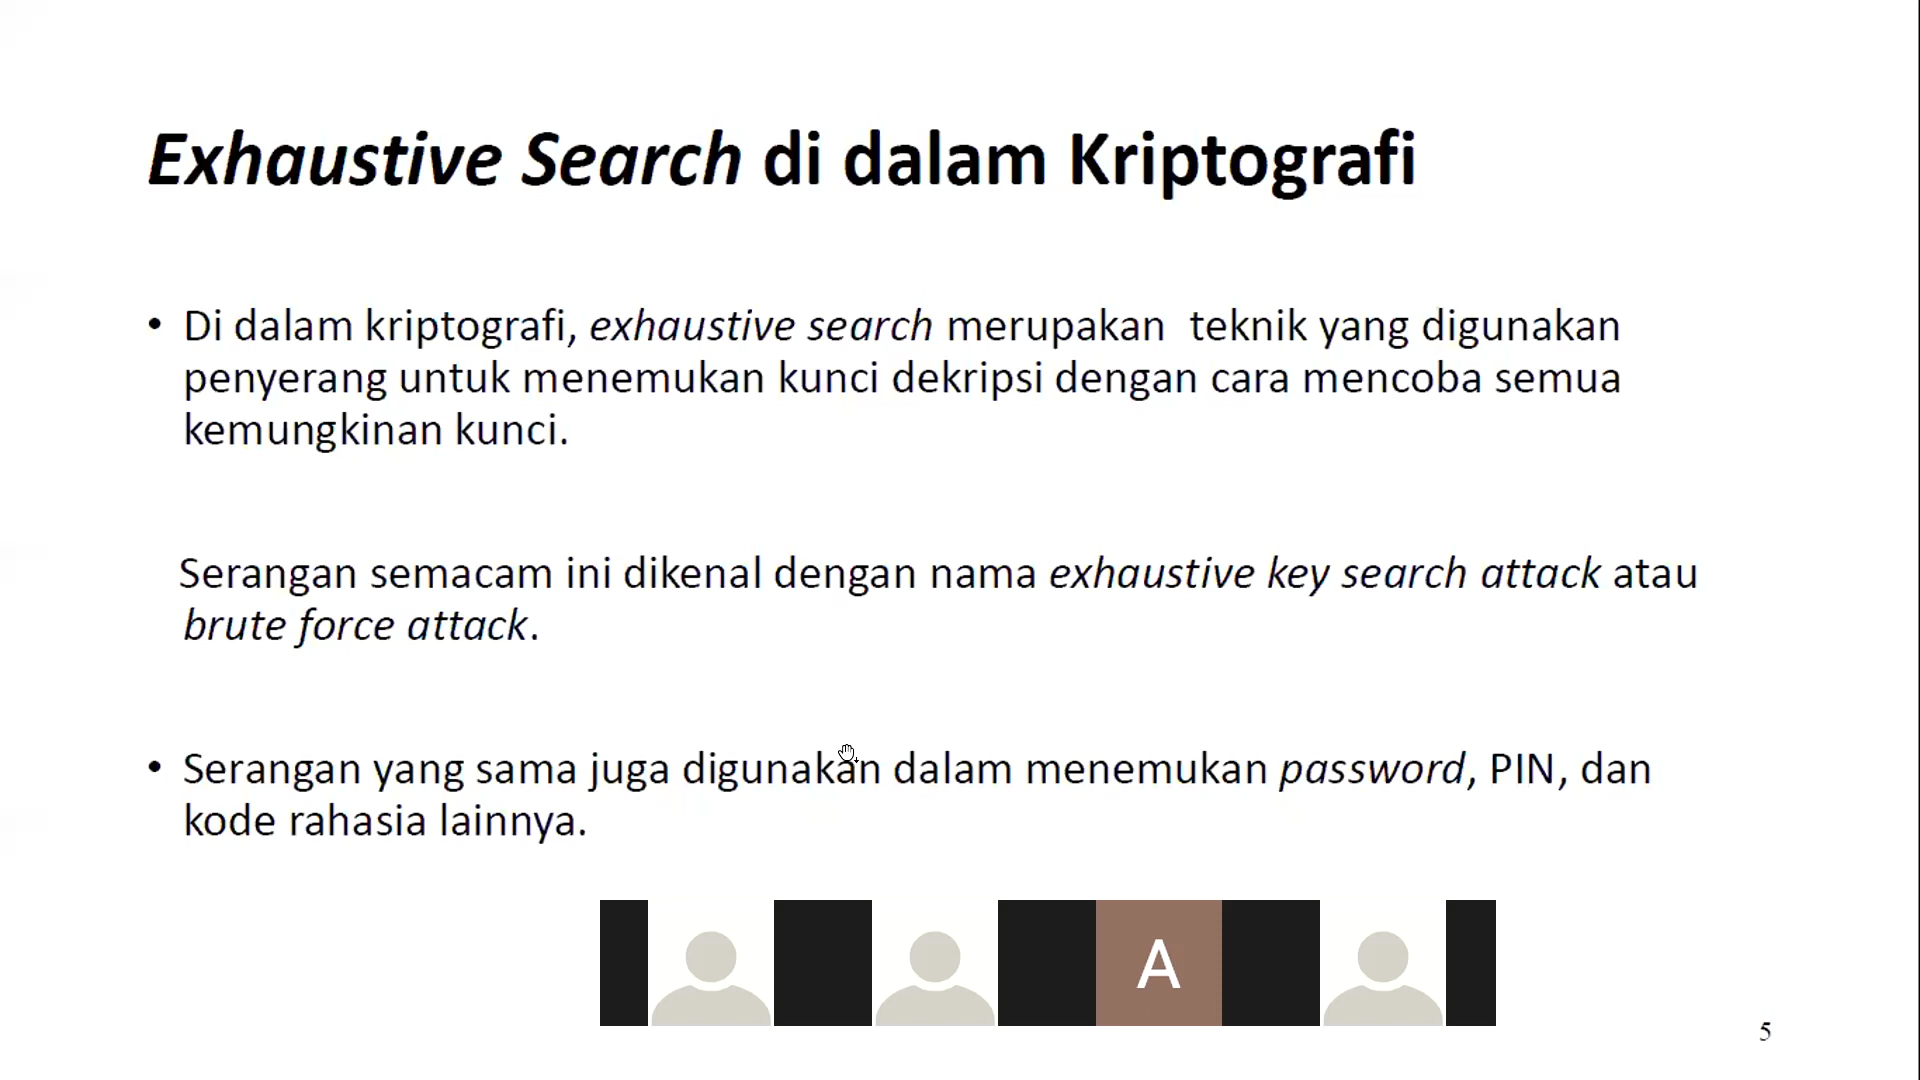 Exhaustive Search di dalam Kriptografi
• Di dalam kriptografi, exhaustive search merupakan  teknik yang digunakan
penyerang untuk menemukan kunci dekripsi dengan cara mencoba semua
kemungkinan kunci.
Serangan semacam ini dikenal dengan nama exhaustive key search attack atau
brute force attack.
• Serangan yang sama juga digunakan dalam menemukan password, PIN, dan
kode rahasia lainnya.
A
5